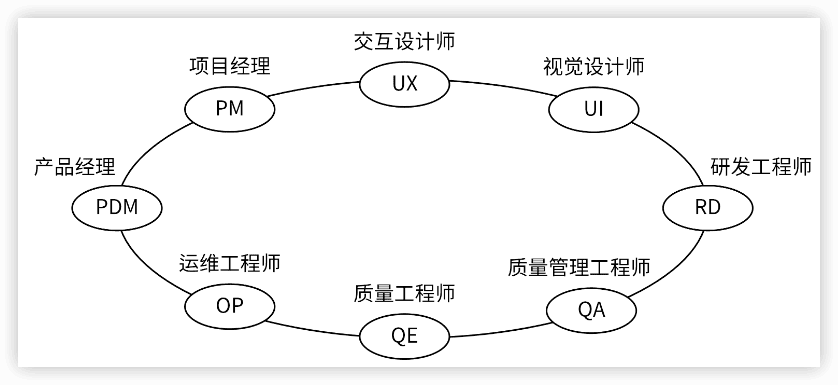 交互设计师
UX
项目经理
PM
视觉设计师
UI
产品经理
PDM
研发工程师
RD
运维工程师
OP
质量工程师
QE
质量管理工程师
QA